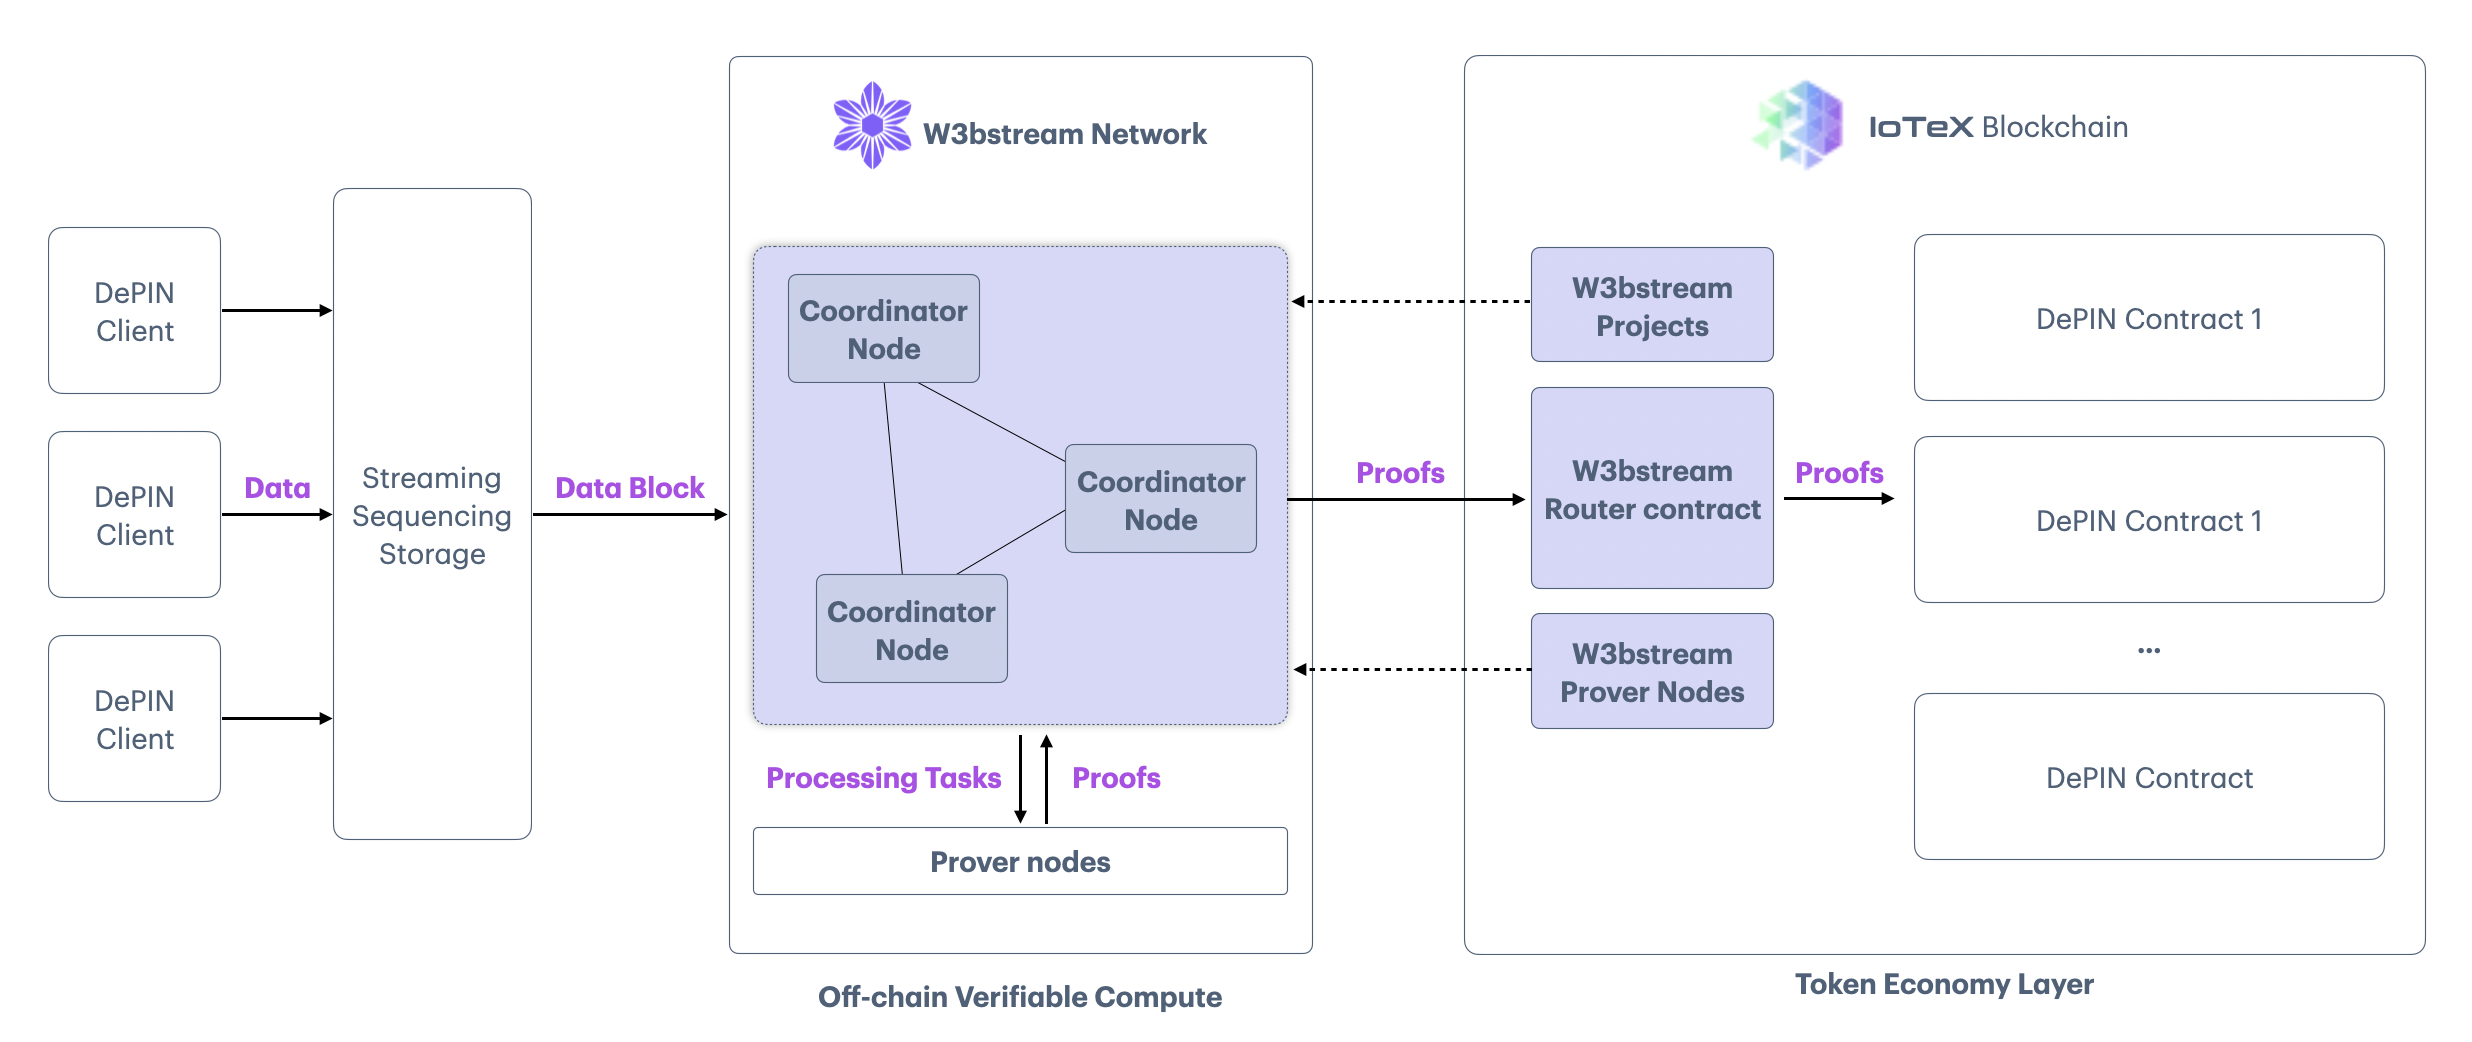 W3bstream Network
IoTeX Blockchain
DePIN
Client
DePIN
Client
DePIN
Client
Data
Streaming
Sequencing
Storage
Data Block
Coordinator
Node
Coordinator
Node
Coordinator
Node
Processing Tasks
Proofs
Prover nodes
Off-chain Verifiable Compute
Proofs
W3bstream
Projects
W3bstream
Router contract
W3bstream
Prover Nodes
Proofs
DePIN Contract 1
DePIN Contract 1
...
DePIN Contract
Token Economy Layer